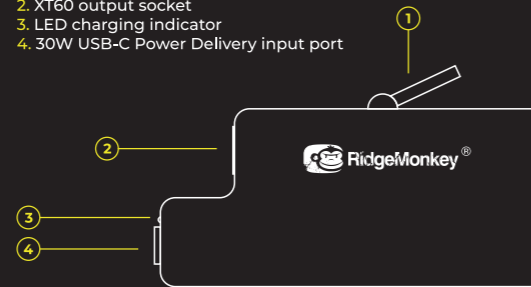 2. XT60 output socket
3. LED charging indicator
4. 30W USB-C Power Delivery input port
1
2
RidgeMonkey®
3
4